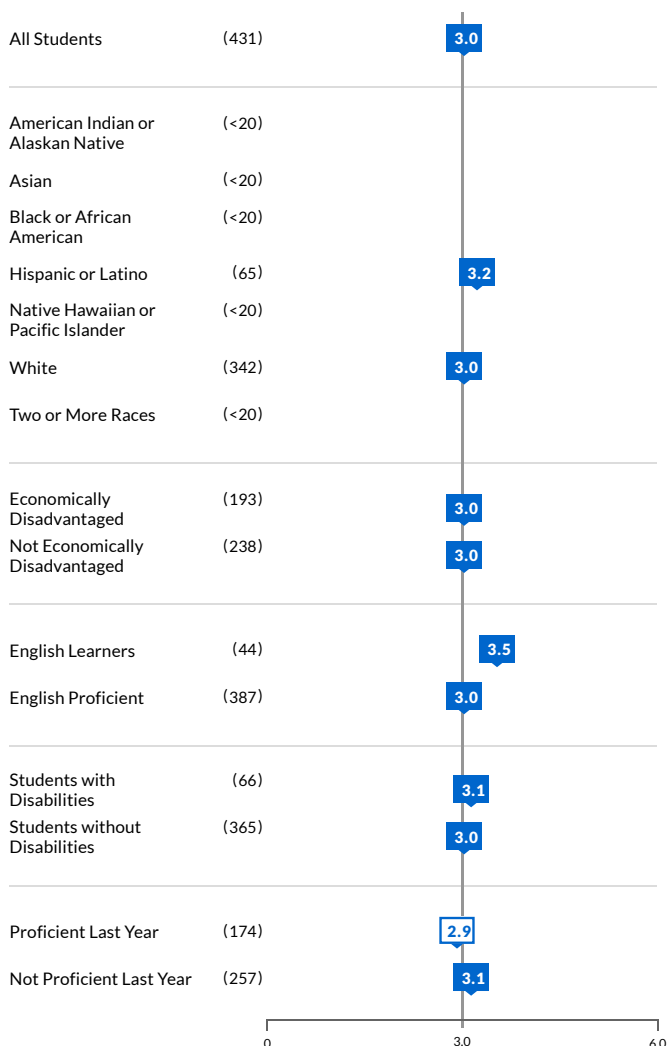 All Students (431) 3.0
American Indian or (<20)
Alaskan Native
Asian (<20)
Black or African (<20)
American
Hispanic or Latino (65) 3.2
Native Hawaiian or (<20)
Pacific Islander
White (342) 3.0
Two or More Races (<20)
Economically (193) 3.0
Disadvantaged
Not Economically (238) 3.0
Disadvantaged
English Learners (44) 3.5
English Proficient (387) 3.0
Students with (66) 3.1
Disabilities
Students without (365) 3.0
Disabilities
Proficient Last Year (174) 2.9
Not Proficient Last Year (257) 3.1
0 3.0 6.0